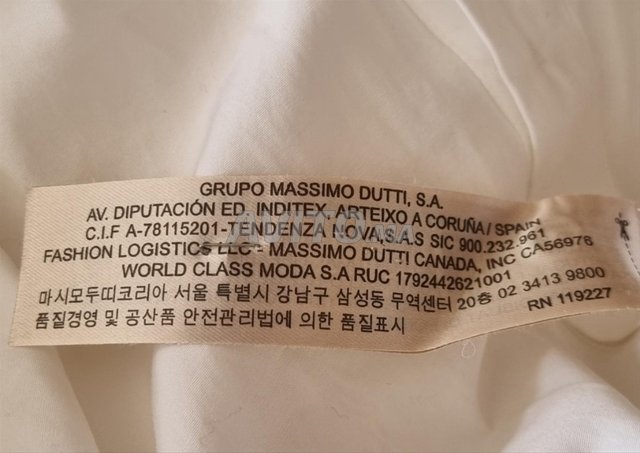 GRUPO MASSIMO DUTTI, S.A.
AV. DIPUTACIÓN ED. INDITEX, ARTEIXO A CORUÑA / SPAIN
C.I.F A-78115201-TENDENZA NOVA,S.A.S SIC 900.232.961
FASHION LOGISTICS LLC - MASSIMO DUTTI CANADA, INC CA56976
WORLD CLASS MODA S.A RUC 1792442621001
마시모두띠코리아 서울 특별시 강남구 삼성동 무역센터 20층 02 3413 9800
RN 119227
품질경영 및 공산품 안전관리법에 의한 품질표시